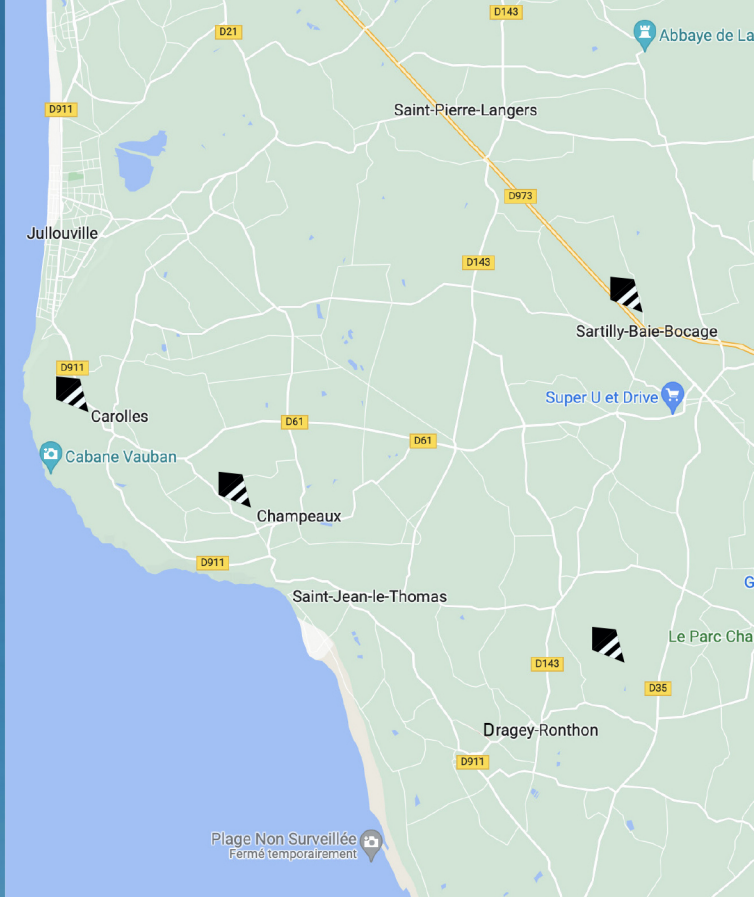 D143
D21
Abbaye de La
D911
Saint-Pierre-Langers
D973
Jullouville
D143
Sartilly-Baie-Bocage
D911
Super U et Drive
Carolles
D61
D61
Cabane Vauban
Champeaux
D911
G
Saint-Jean-le-Thomas
Le Parc Cha
D143
D35
Dragey-Ronthon
D911
Plage Non Surveillée
Fermé temporairement